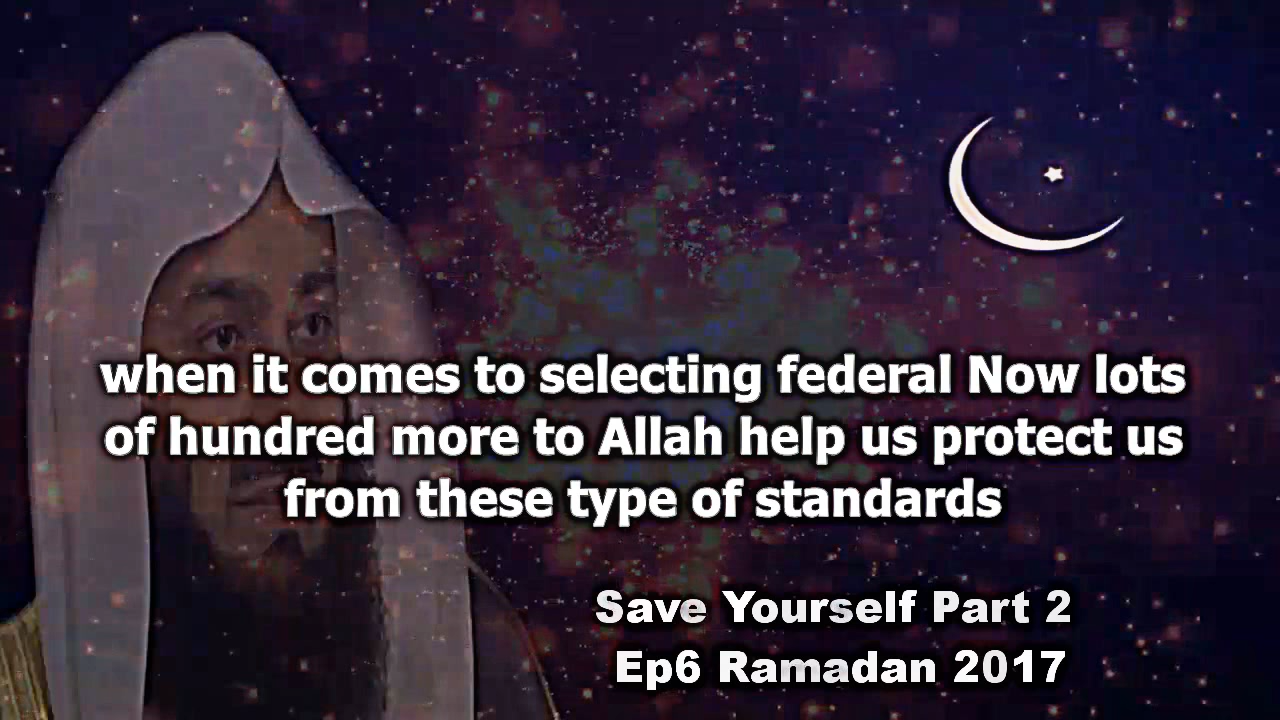 when it comes to selecting federal Now lots
of hundred more to Allah help us protect us
from these type of standards
Save Yourself Part 2
Ep6 Ramadan 2017